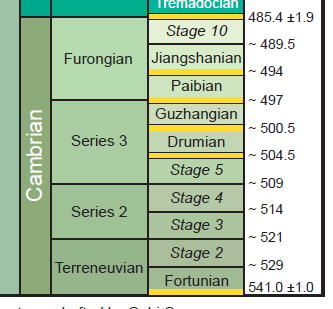 Tremadocian
485.4 ±1.9
Stage 10
~ 489.5
Furongian
Jiangshanian
~ 494
Paibian
~ 497
Guzhangian
~ 500.5
Cambrian
Series 3
Drumian
~ 504.5
Stage 5
~ 509
Series 2
Stage 4
~ 514
Stage 3
~ 521
Terreneuvian
Stage 2
~ 529
Fortunian
541.0 ±1.0